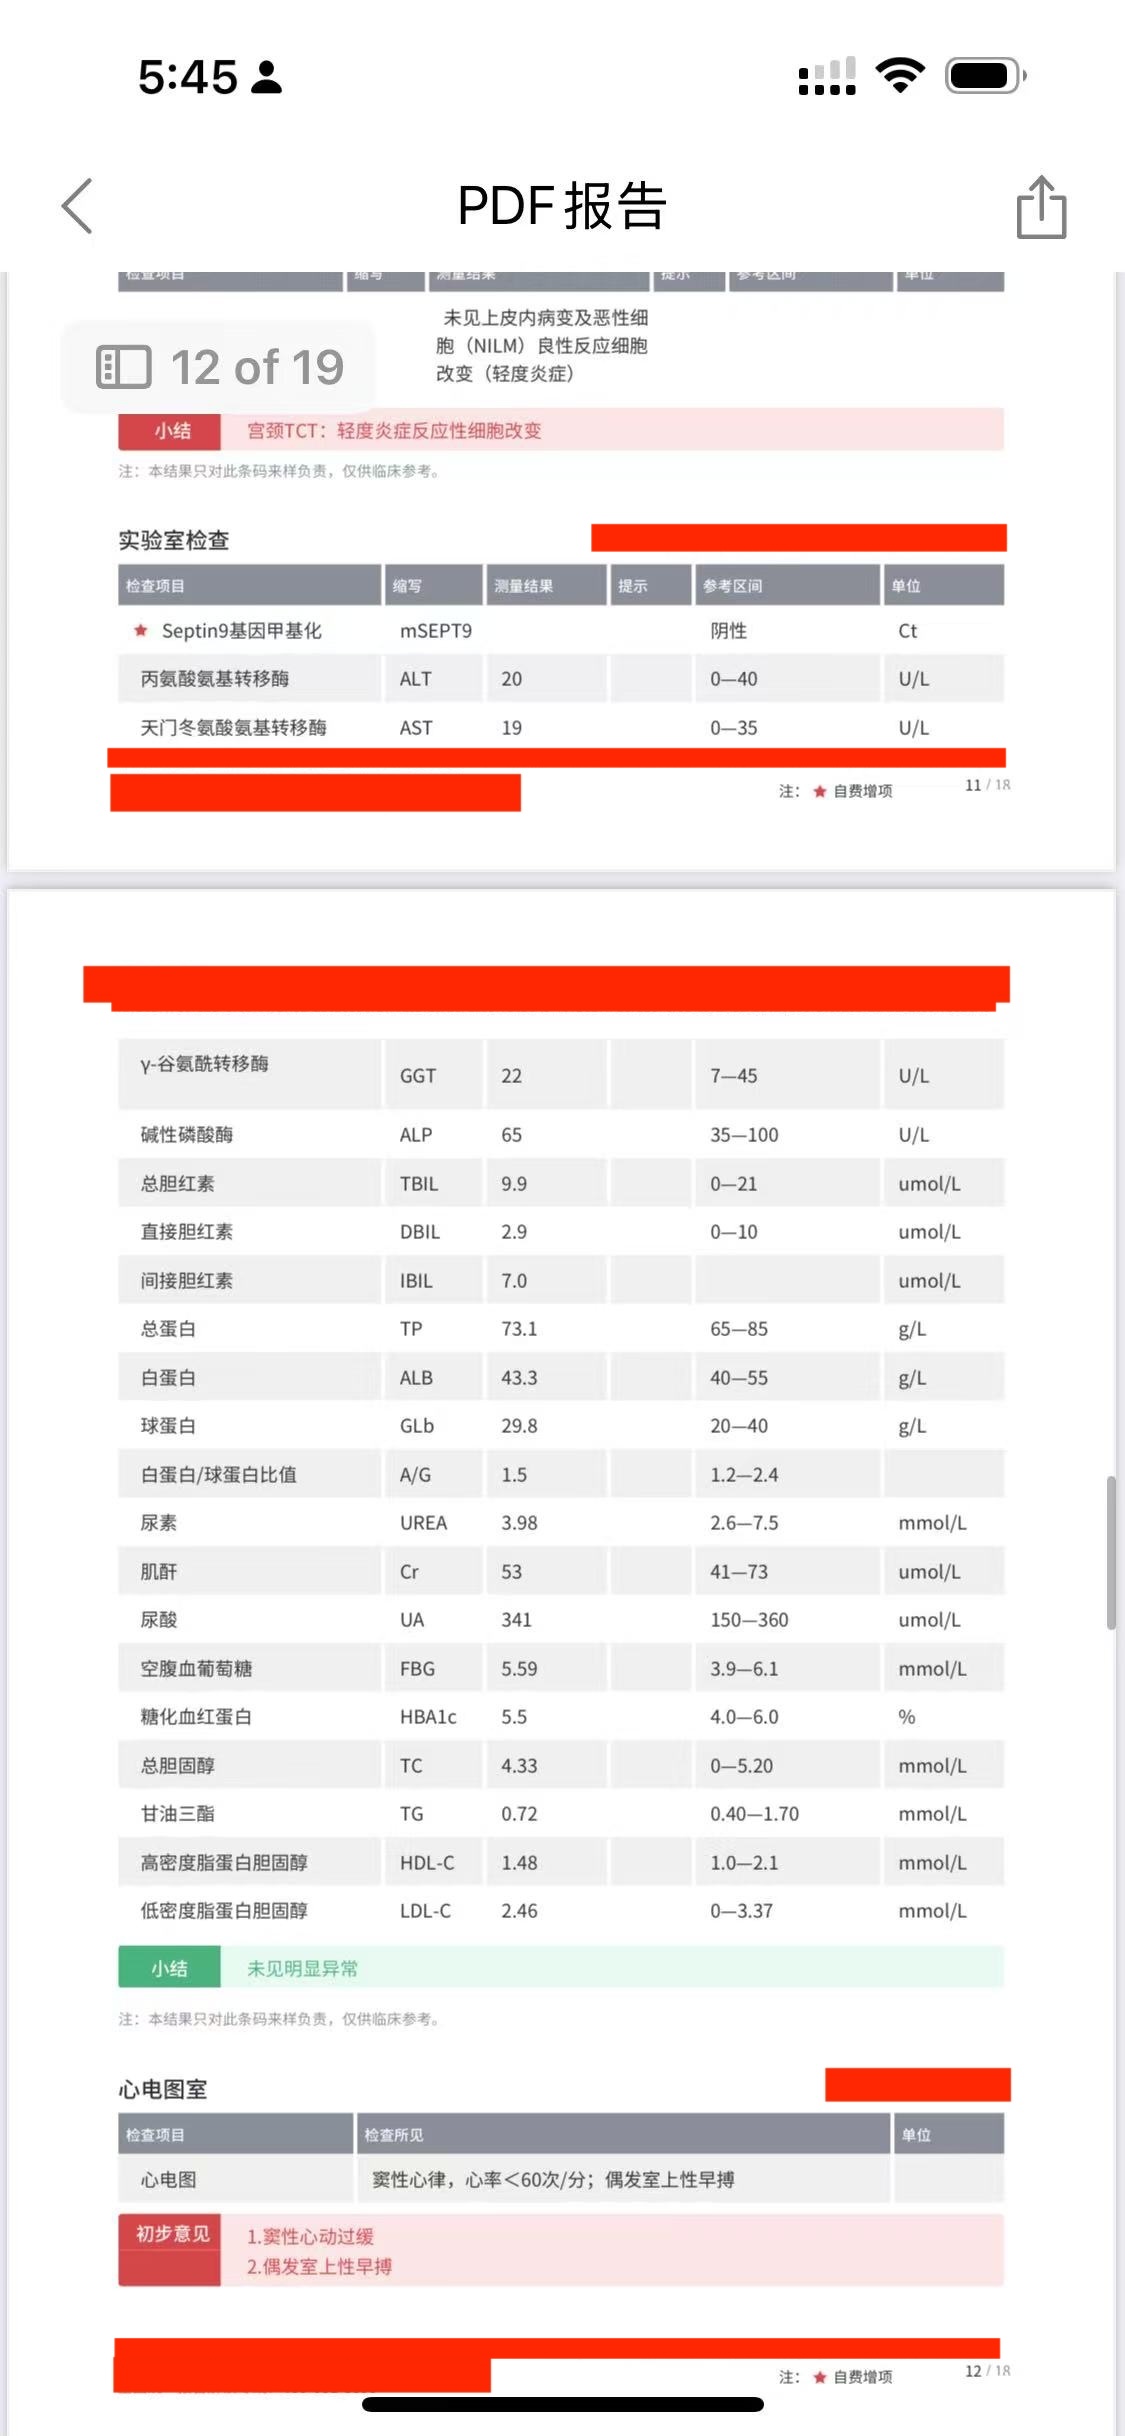 5:45
PDF报告
检查项目 缩写 测量结果 提示 参考区间 单位
未见上皮内病变及恶性细
胞（NILM）良性反应细胞
改变（轻度炎症）
12 of 19
小结 宫颈TCT：轻度炎症反应性细胞改变
注：本结果只对此条码来样负责，仅供临床参考。
实验室检查
检查项目 缩写 测量结果 提示 参考区间 单位
★ Septin9基因甲基化 mSEPT9 阴性 Ct
丙氨酸氨基转移酶 ALT 20 0—40 U/L
天门冬氨酸氨基转移酶 AST 19 0—35 U/L
注：★ 自费增项 11 / 18
γ-谷氨酰转移酶 GGT 22 7—45 U/L
碱性磷酸酶 ALP 65 35—100 U/L
总胆红素 TBIL 9.9 0—21 umol/L
直接胆红素 DBIL 2.9 0—10 umol/L
间接胆红素 IBIL 7.0 umol/L
总蛋白 TP 73.1 65—85 g/L
白蛋白 ALB 43.3 40—55 g/L
球蛋白 GLb 29.8 20—40 g/L
白蛋白/球蛋白比值 A/G 1.5 1.2—2.4
尿素 UREA 3.98 2.6—7.5 mmol/L
肌酐 Cr 53 41—73 umol/L
尿酸 UA 341 150—360 umol/L
空腹血葡萄糖 FBG 5.59 3.9—6.1 mmol/L
糖化血红蛋白 HBA1c 5.5 4.0—6.0 %
总胆固醇 TC 4.33 0—5.20 mmol/L
甘油三酯 TG 0.72 0.40—1.70 mmol/L
高密度脂蛋白胆固醇 HDL-C 1.48 1.0—2.1 mmol/L
低密度脂蛋白胆固醇 LDL-C 2.46 0—3.37 mmol/L
小结 未见明显异常
注：本结果只对此条码来样负责，仅供临床参考。
心电图室
检查项目 检查所见 单位
心电图 窦性心律，心率＜60次/分；偶发室上性早搏
初步意见 1.窦性心动过缓
2.偶发室上性早搏
注：★ 自费增项 12 / 18